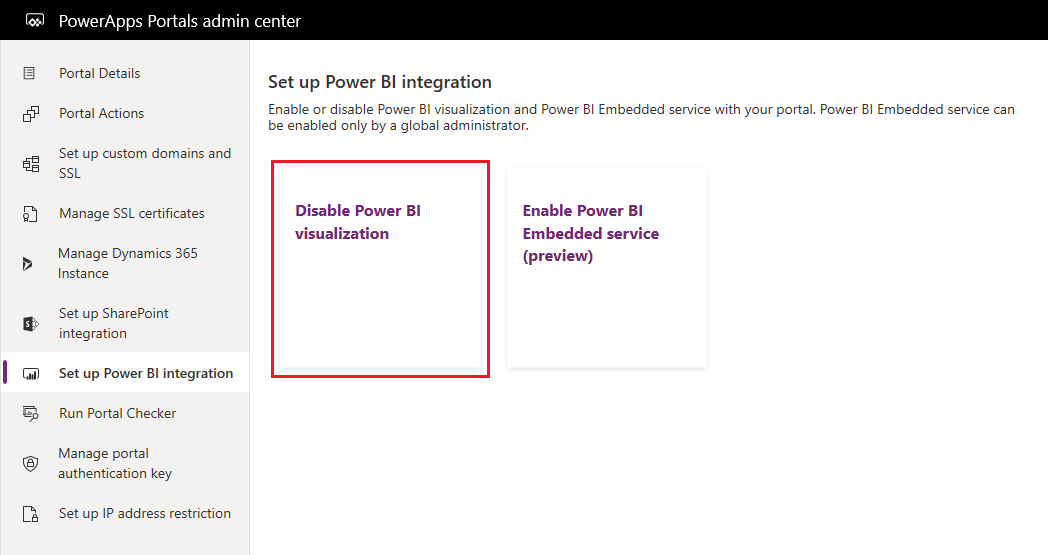 PowerApps Portals admin center
Portal Details
Portal Actions
Set up custom domains and
SSL
Manage SSL certificates
Manage Dynamics 365
Instance
Set up SharePoint
integration
Set up Power BI integration
Run Portal Checker
Manage portal
authentication key
Set up IP address restriction
Set up Power BI integration
Enable or disable Power BI visualization and Power BI Embedded service with your portal. Power BI Embedded service can
be enabled only by a global administrator.
Disable Power BI
visualization
Enable Power BI
Embedded service
(preview)